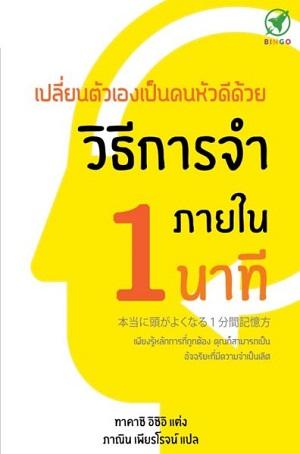 BINGO
เปลี่ยนตัวเองเป็นคนหัวดีด้วย
วิธีการจำ
ภายใน
1 นาที
本当に頭がよくなる1分間記憶方
เพียงรู้หลักการที่ถูกต้อง คุณก็สามารถเป็น
อัจฉริยะที่มีความจำเป็นเลิศ
ทาคาชิ อิชิอิ แต่ง
ภาณิน เพียรโรจน์ แปล